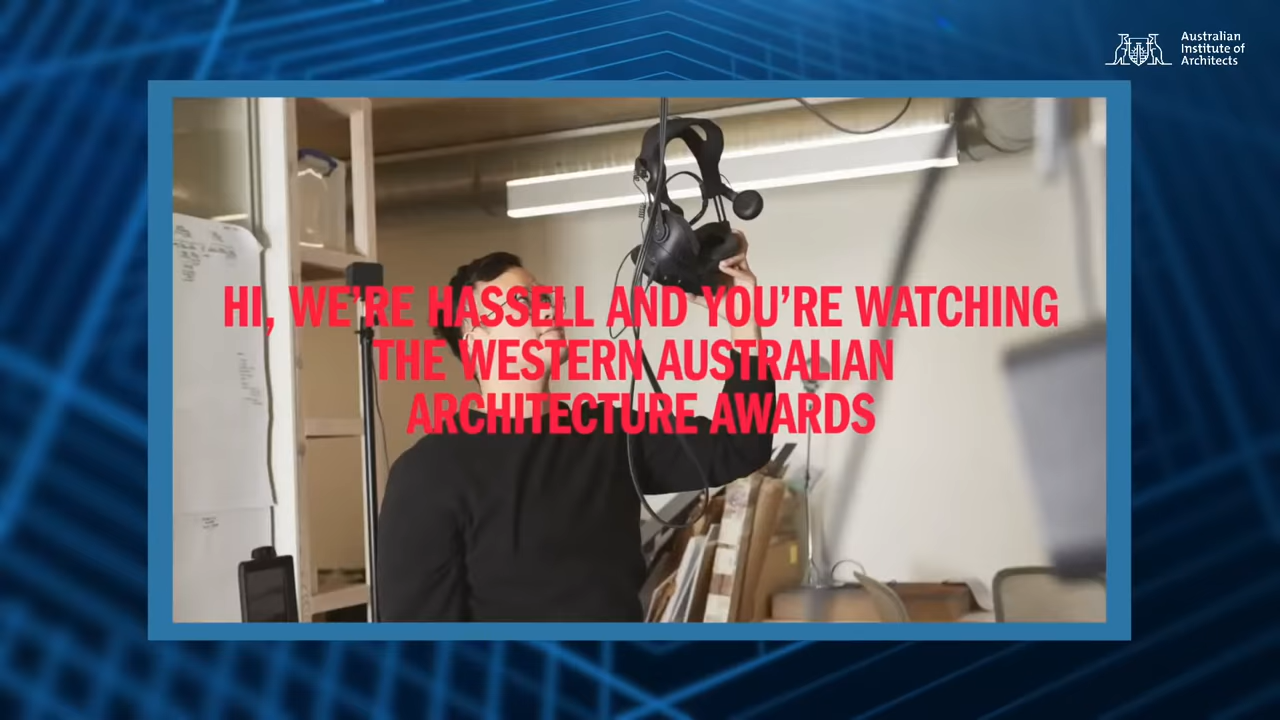 Australian
Institute of
Architects
HI, WE'RE HASSELL AND YOU'RE WATCHING
THE WESTERN AUSTRALIAN
ARCHITECTURE AWARDS